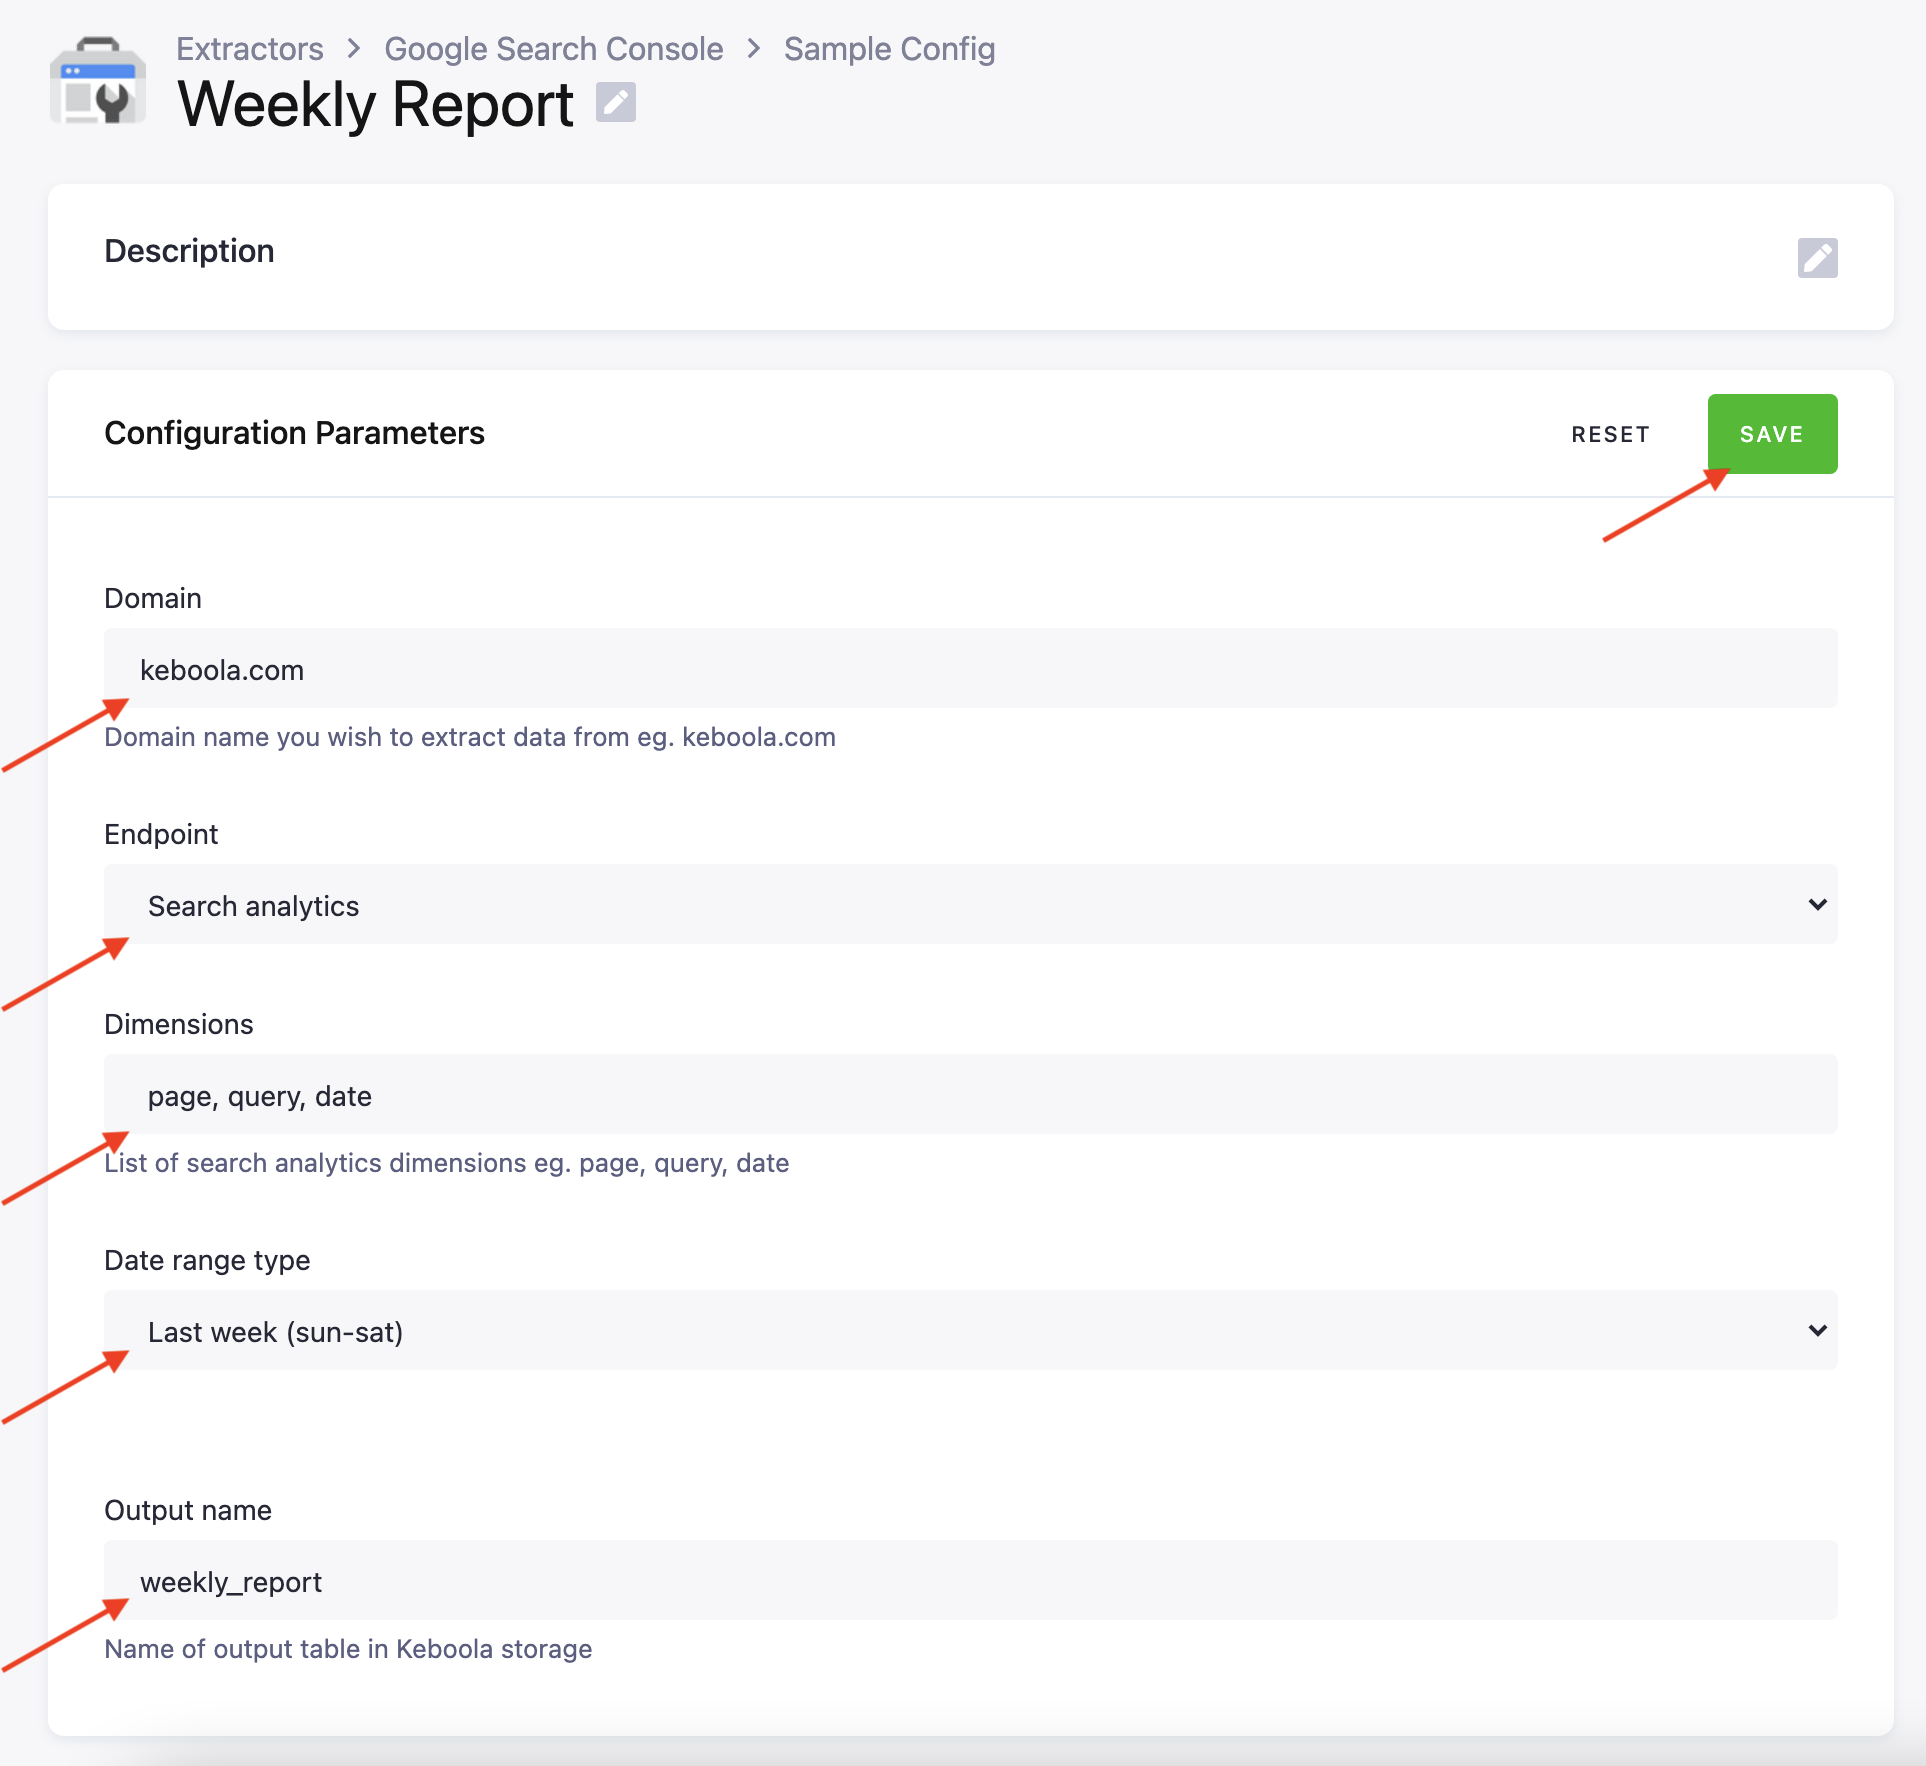 Extractors > Google Search Console > Sample Config
Weekly Report
Description
Configuration Parameters
RESET
SAVE
Domain
keboola.com
Domain name you wish to extract data from eg. keboola.com
Endpoint
Search analytics
Dimensions
page, query, date
List of search analytics dimensions eg. page, query, date
Date range type
Last week (sun-sat)
Output name
weekly_report
Name of output table in Keboola storage